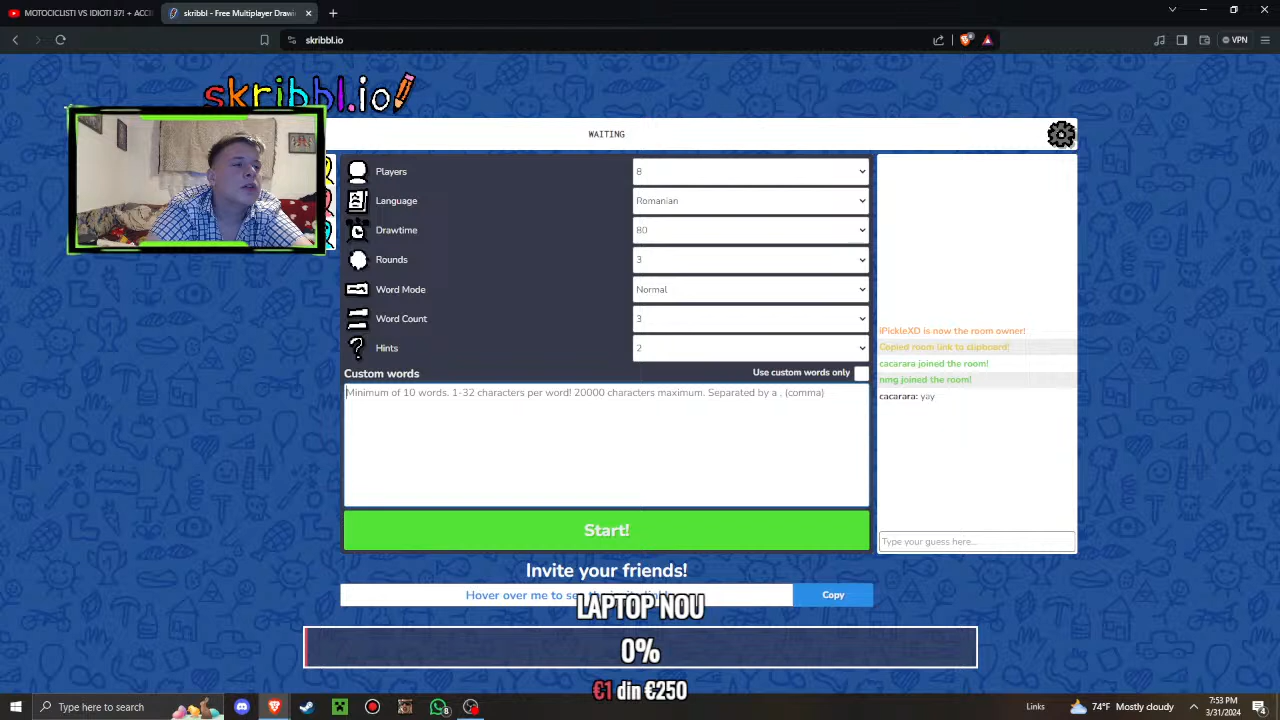 MOTOCICLISTI VS IDIOTI 37! + ACCI
skribbl - Free Multiplayer Drawin
skribbl.io
VPN
skribbl.io
WAITING
Players 8
Language Romanian
Drawtime 80
Rounds 3
Word Mode Normal
Word Count 3
Hints 2
Custom words
Use custom words only
Minimum of 10 words. 1-32 characters per word! 20000 characters maximum. Separated by a , (comma)
Start!
iPickleXD is now the room owner!
Copied room link to clipboard!
cacarara joined the room!
nmg joined the room!
cacarara: yay
Type your guess here...
Invite your friends!
Hover over me to se
Copy
LAPTOP NOU
0%
€1 din €250
Type here to search
Links
74°F Mostly cloudy
7:53 PM
3/31/2024